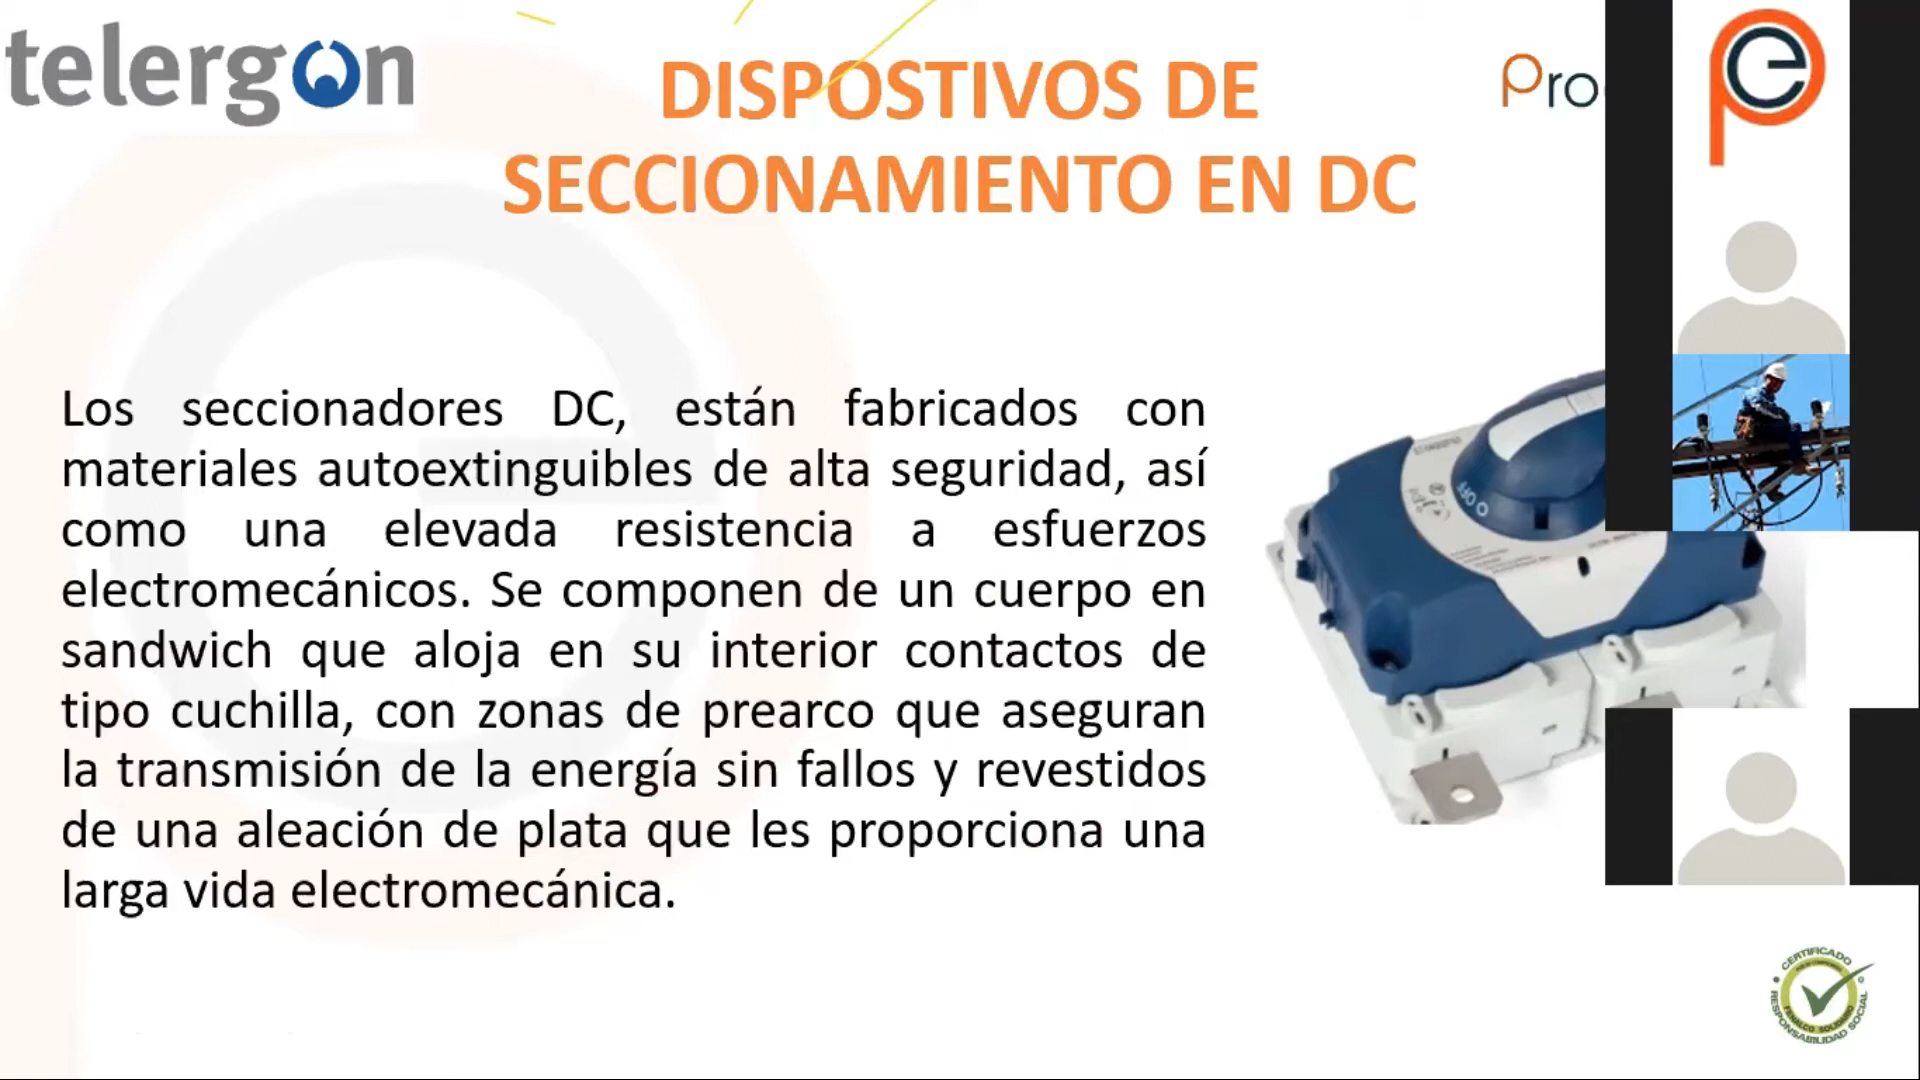 telergon
DISPOSTIVOS DE
SECCIONAMIENTO EN DC
Pro
Los seccionadores DC, están fabricados con
materiales autoextinguibles de alta seguridad, así
como una elevada resistencia a esfuerzos
electromecánicos. Se componen de un cuerpo en
sandwich que aloja en su interior contactos de
tipo cuchilla, con zonas de prearco que aseguran
la transmisión de la energía sin fallos y revestidos
de una aleación de plata que les proporciona una
larga vida electromecánica.
OFF
CERTIFICADO
FENALCO SOLIDARIO
RESPONSABILIDAD SOCIAL